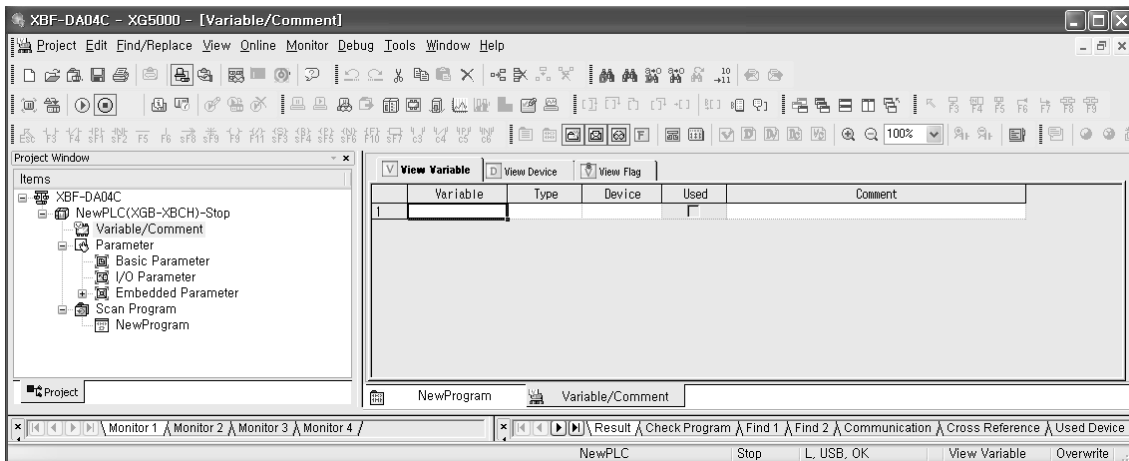 XBF-DA04C - XG5000 - [Variable/Comment]
Project Edit Find/Replace View Online Monitor Debug Tools Window Help
100%
Project Window
Items
XBF-DA04C
NewPLC(XGB-XBCH)-Stop
Variable/Comment
Parameter
Basic Parameter
I/O Parameter
Embedded Parameter
Scan Program
NewProgram
Project
V View Variable D View Device View Flag
Variable Type Device Used Comment
1
NewProgram Variable/Comment
Monitor 1 Monitor 2 Monitor 3 Monitor 4
Result Check Program Find 1 Find 2 Communication Cross Reference Used Device
NewPLC Stop L, USB, OK View Variable Overwrite